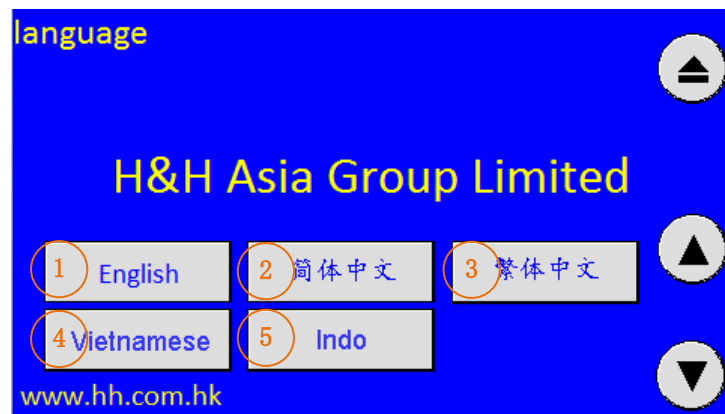 language
H&H Asia Group Limited
1 English
2 简体中文
3 繁体中文
4 Vietnamese
5 Indo
www.hh.com.hk